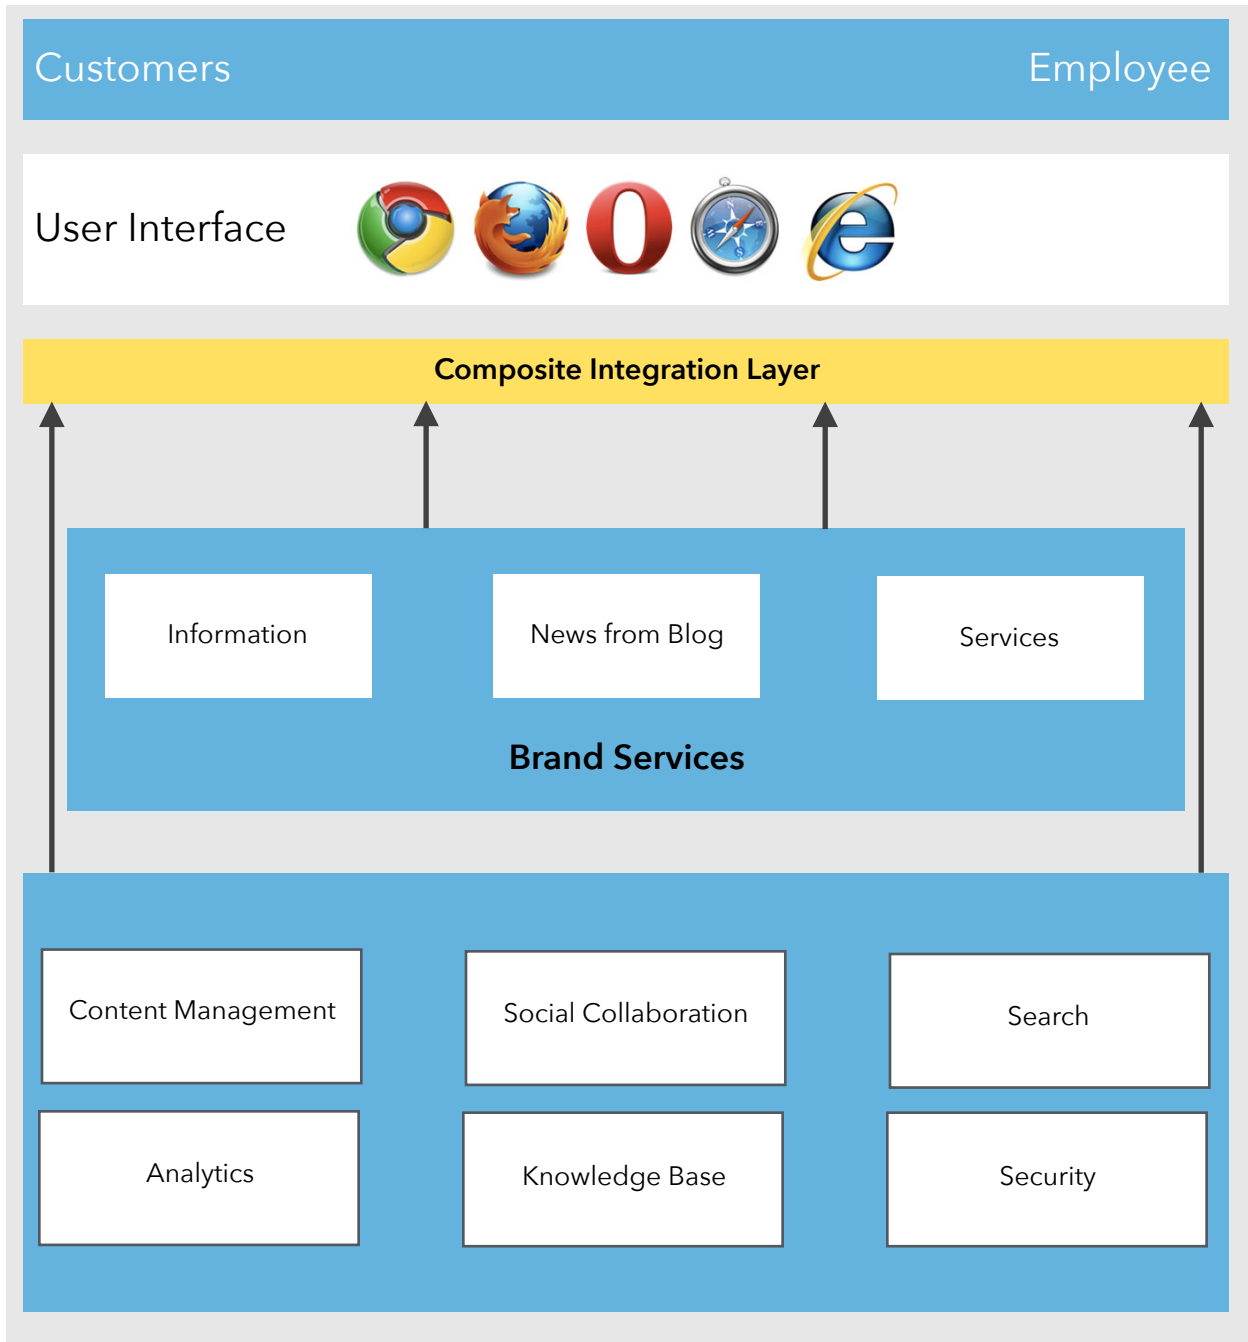 Customers
Employee
User Interface
Composite Integration Layer
Information
News from Blog
Services
Brand Services
Content Management
Social Collaboration
Search
Analytics
Knowledge Base
Security